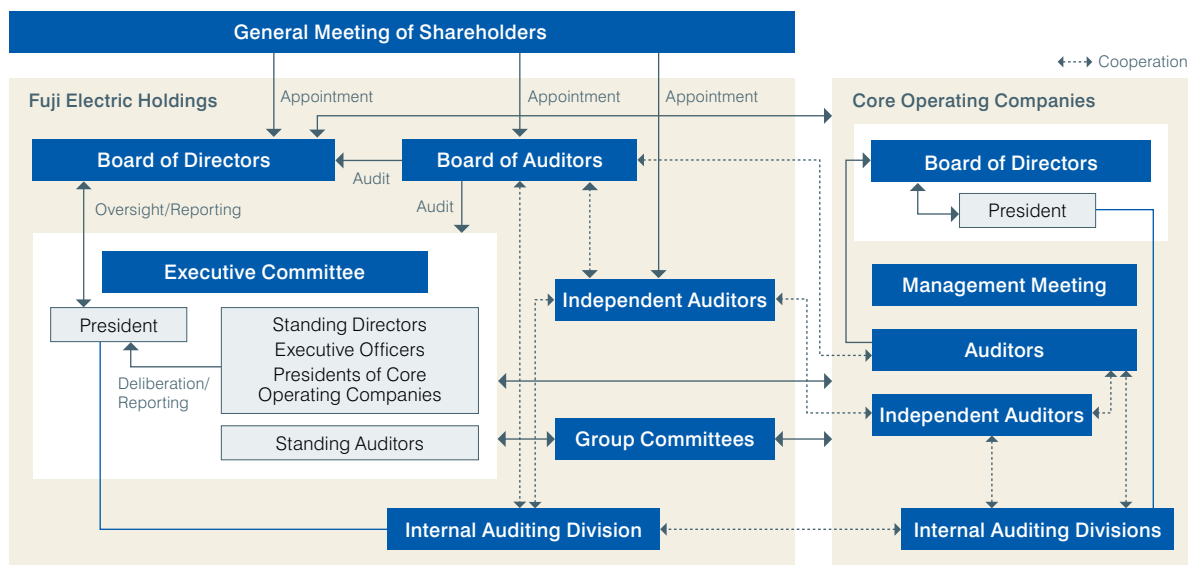 General Meeting of Shareholders
Cooperation
Fuji Electric Holdings
Appointment
Appointment
Appointment
Core Operating Companies
Board of Directors
Audit
Board of Auditors
Board of Directors
President
Oversight/Reporting
Audit
Executive Committee
Independent Auditors
Management Meeting
President
Standing Directors
Executive Officers
Presidents of Core
Operating Companies
Deliberation/
Reporting
Auditors
Independent Auditors
Standing Auditors
Group Committees
Internal Auditing Division
Internal Auditing Divisions